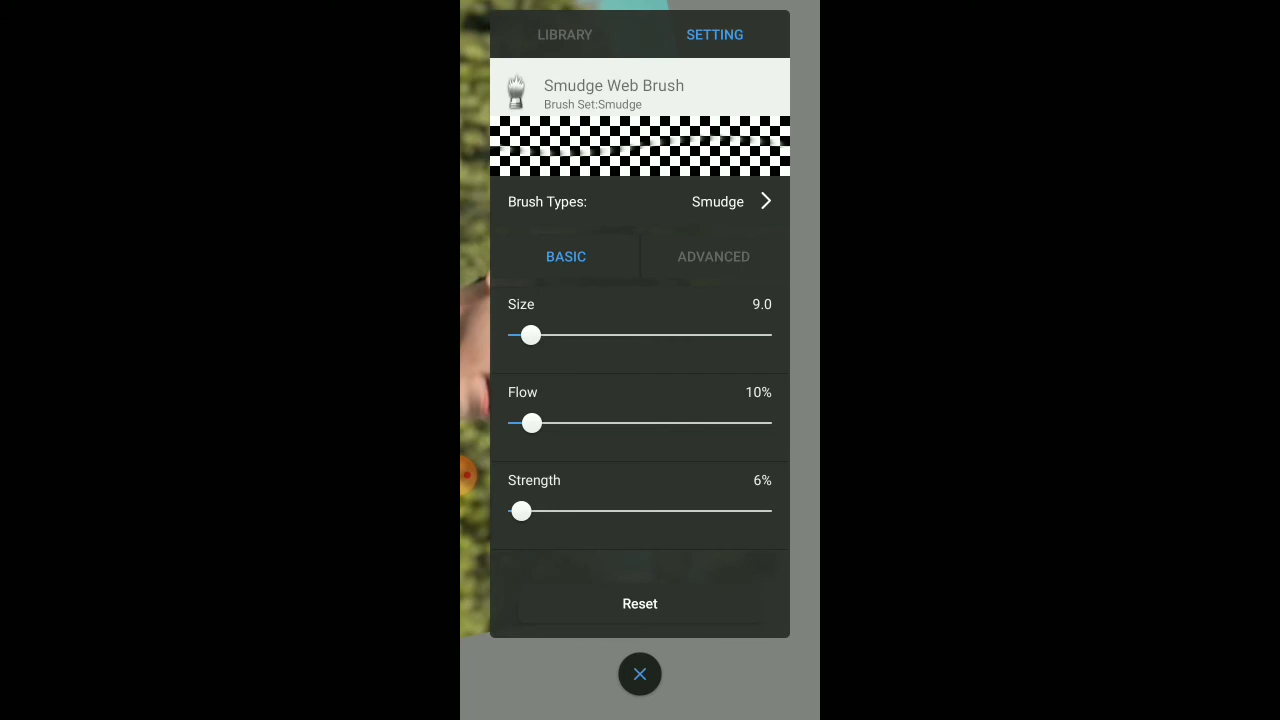 LIBRARY SETTING
Smudge Web Brush
Brush Set:Smudge
Brush Types: Smudge
BASIC ADVANCED
Size 9.0
Flow 10%
Strength 6%
Reset